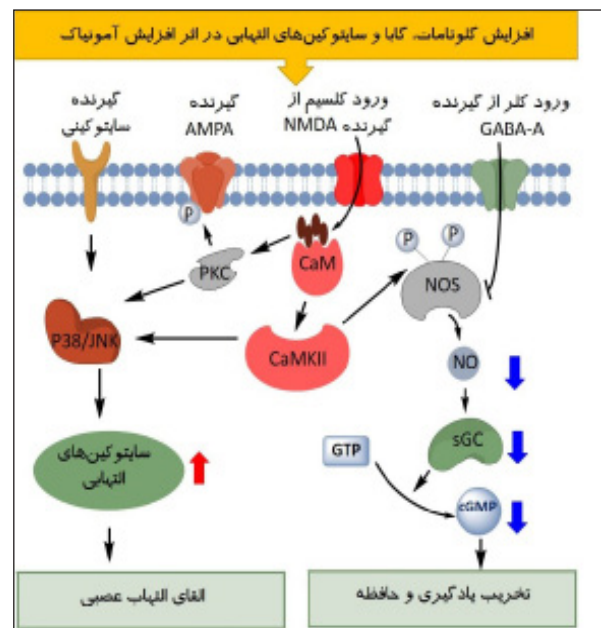 افزایش گلوتامات، گابا و سایتوکین‌های التهابی در اثر افزایش آمونیاک
گیرنده
سایتوکینی
گیرنده
AMPA
ورود کلسیم از
گیرنده NMDA
ورود کلر از گیرنده
GABA-A
P
P
P
PKC
CaM
NOS
P38/JNK
CaMKII
NO
سایتوکین‌های
التهابی
GTP
sGC
cGMP
القای التهاب عصبی
تخریب یادگیری و حافظه